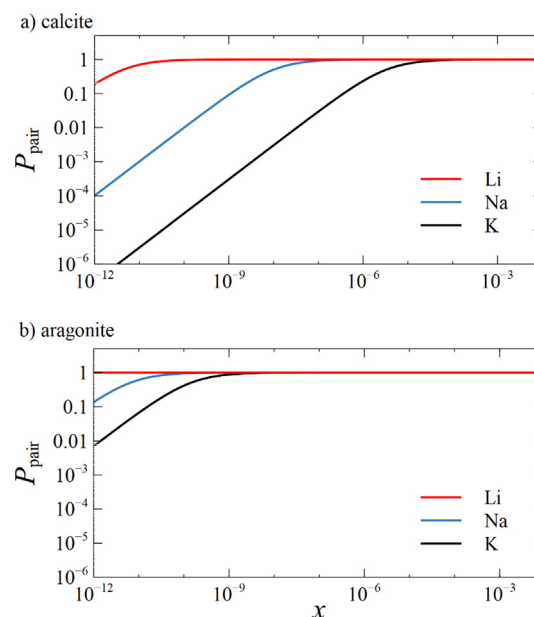 a) calcite
1
0.1
0.01
10⁻³
10⁻⁴
10⁻⁵
10⁻⁶
P_pair
Li
Na
K
10⁻¹² 10⁻⁹ 10⁻⁶ 10⁻³
b) aragonite
1
0.1
0.01
10⁻³
10⁻⁴
10⁻⁵
10⁻⁶
P_pair
Li
Na
K
10⁻¹² 10⁻⁹ 10⁻⁶ 10⁻³
x